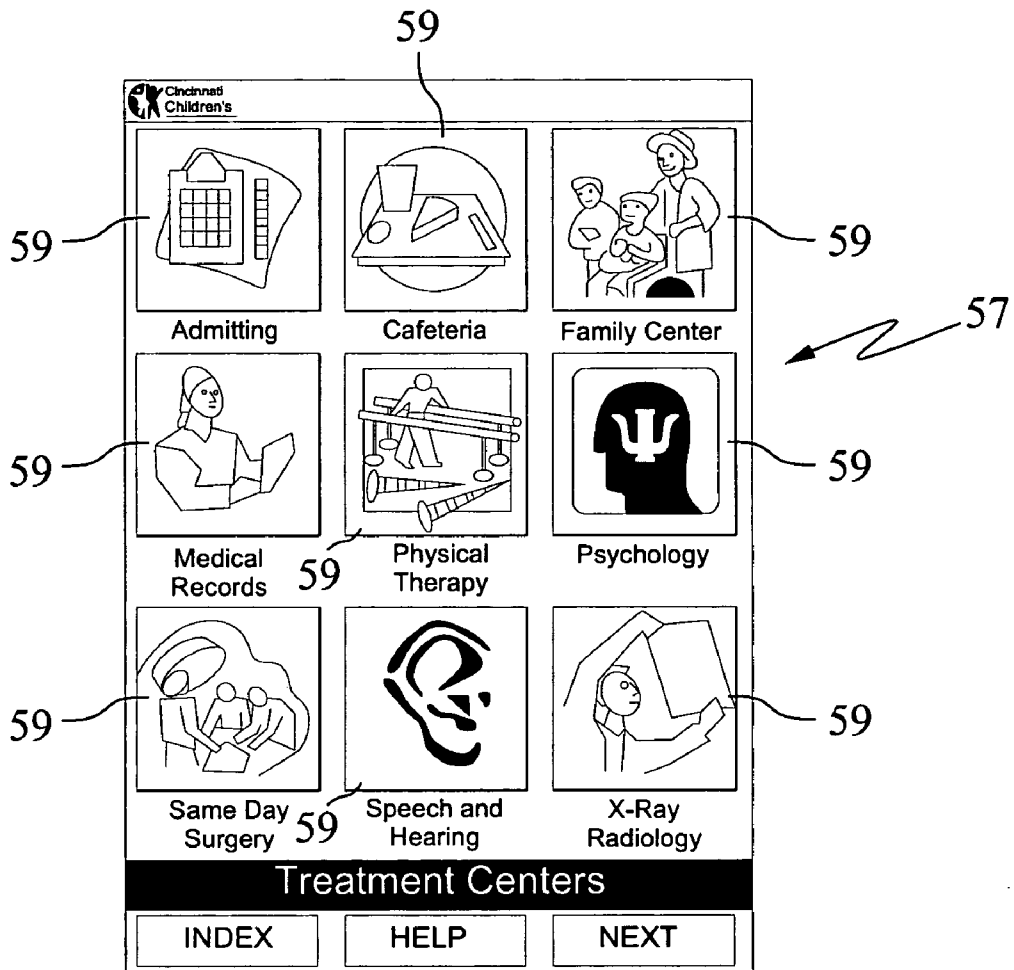 59
Cincinnati
Children's
59
59
Admitting
Cafeteria
Family Center
57
59
59
59
Medical
Records
Physical
Therapy
Psychology
59
59
59
Same Day
Surgery
Speech and
Hearing
X-Ray
Radiology
Treatment Centers
INDEX
HELP
NEXT